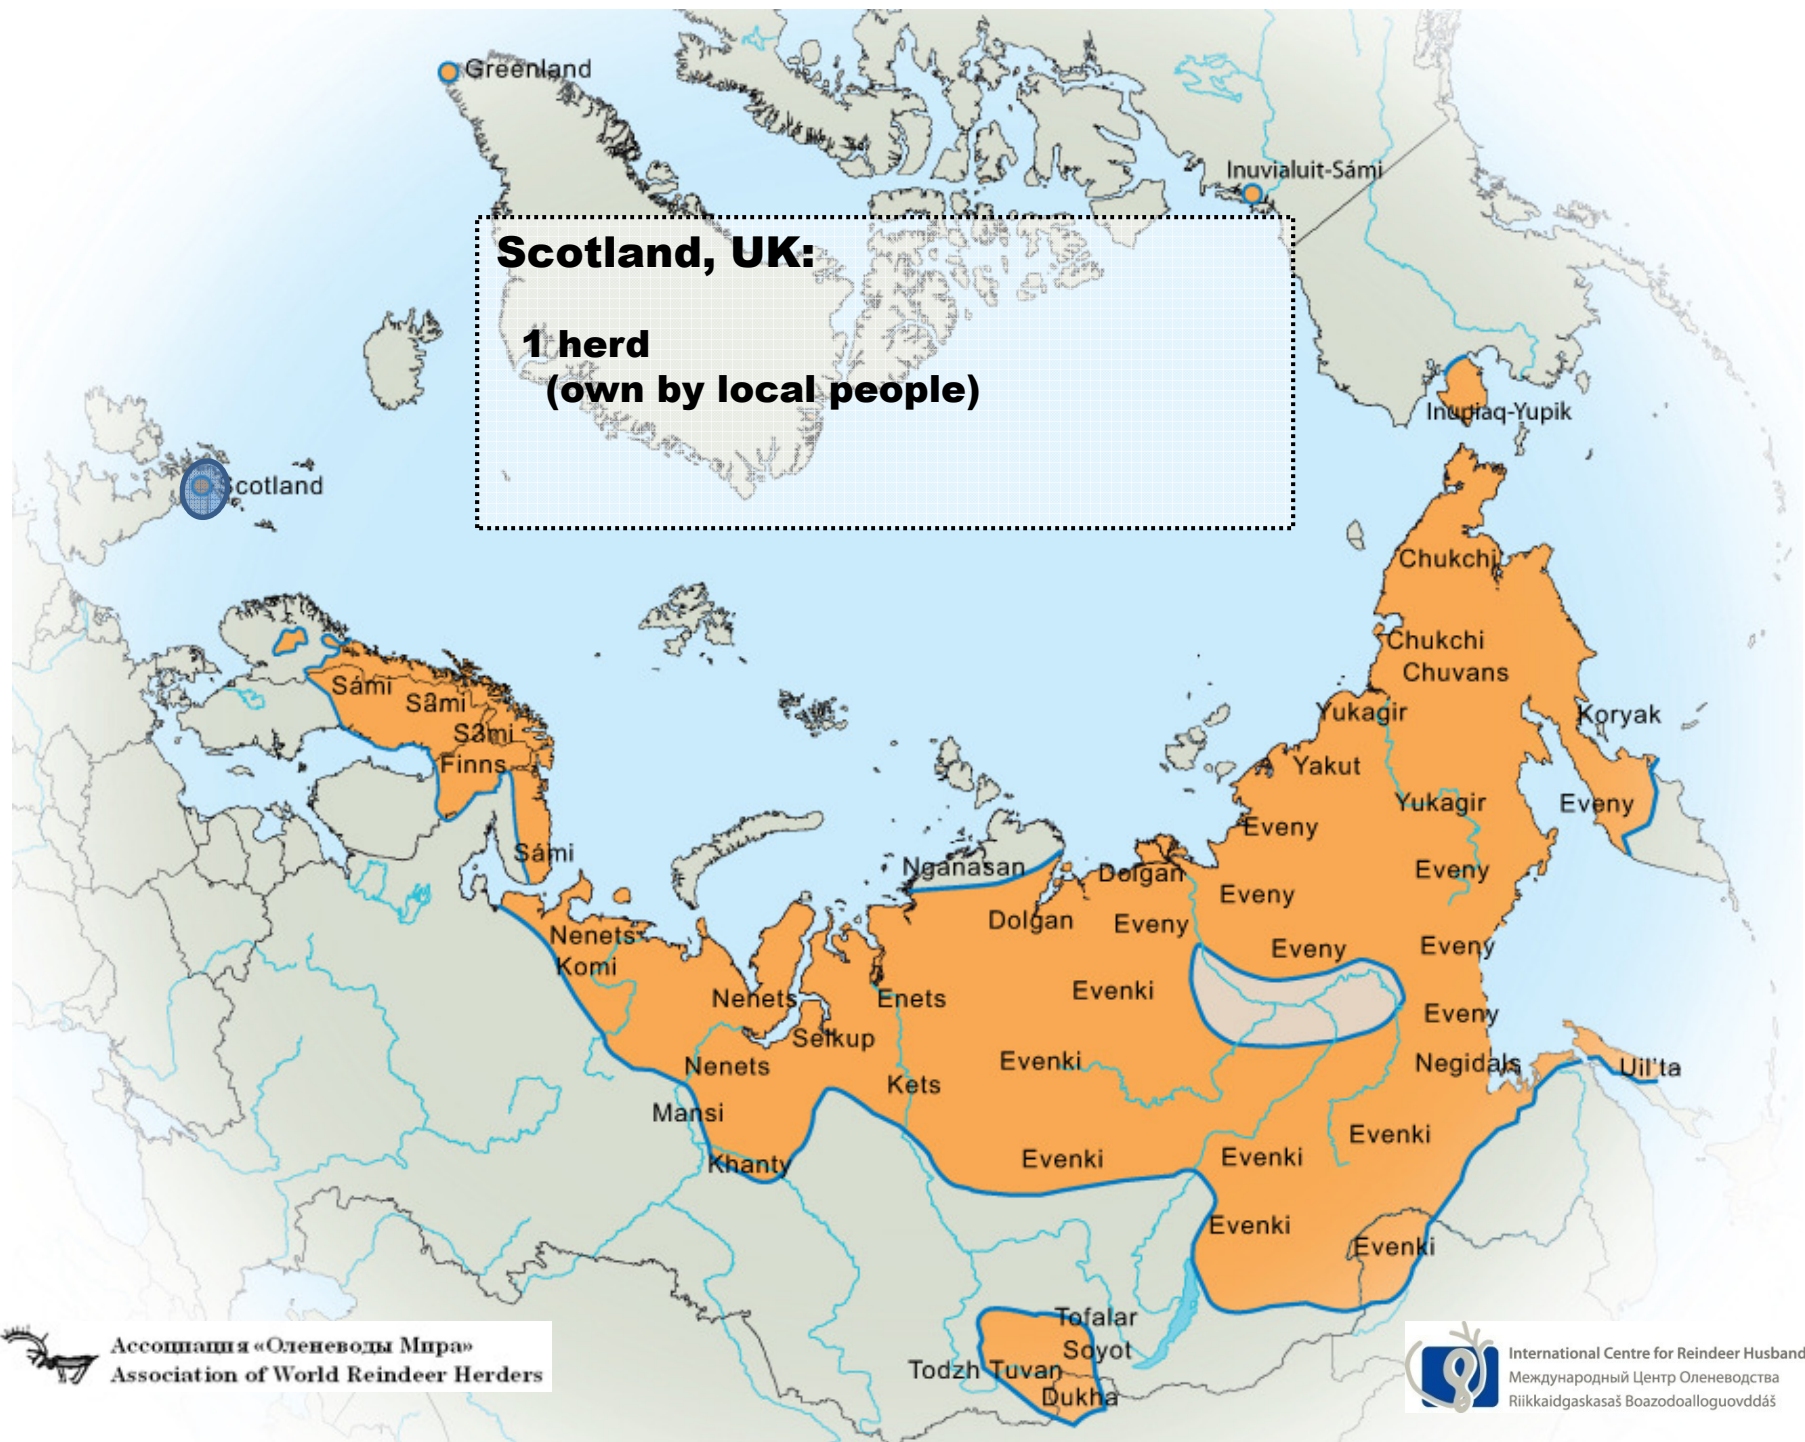 Greenland
Inuvialuit-Sámi
Scotland, UK:
1 herd
(own by local people)
Inupiaq-Yupik
Scotland
Chukchi
Chukchi
Chuvans
Sámi
Sámi
Sámi
Finns
Sámi
Yukagir
Koryak
Yakut
Yukagir
Eveny
Eveny
Nganasan
Dolgan
Eveny
Eveny
Dolgan
Eveny
Nenets
Komi
Eveny
Eveny
Nenets
Enets
Evenki
Eveny
Selkup
Nenets
Evenki
Negidals
Uil'ta
Kets
Mansi
Evenki
Khanty
Evenki
Evenki
Evenki
Evenki
Tofalar
Soyot
Todzh Tuvan
Dukha
Ассоциация «Оленеводы Мира»
Association of World Reindeer Herders
International Centre for Reindeer Husband
Международный Центр Оленеводства
Riikkaidgaskasaš Boazodoalloguovddáš